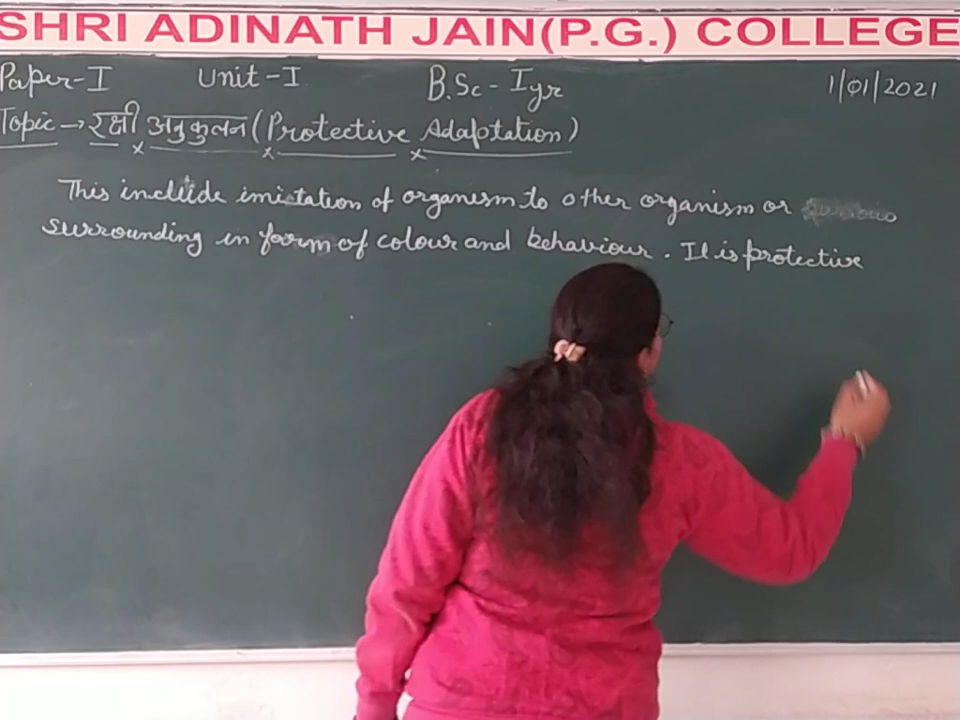 SHRI ADINATH JAIN(P.G.) COLLEGE
Paper-I Unit-I B.Sc-Iyr 1/01/2021
Topic → रक्षी अनुकुलन (Protective Adaptation)
This include imitation of organism to other organism or
surrounding in form of colour and behaviour. It is protective